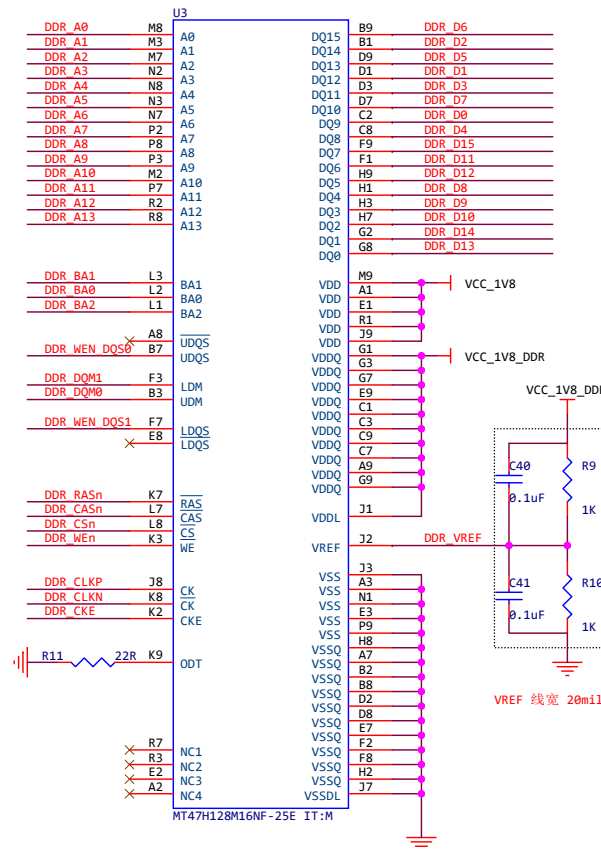 U3
DDR_A0 M8 A0 DQ15 B9 DDR_D6
DDR_A1 M3 A1 DQ14 B1 DDR_D2
DDR_A2 M7 A2 DQ13 D9 DDR_D5
DDR_A3 N2 A3 DQ12 D1 DDR_D1
DDR_A4 N8 A4 DQ11 D3 DDR_D3
DDR_A5 N3 A5 DQ10 D7 DDR_D7
DDR_A6 N7 A6 DQ9 C2 DDR_D0
DDR_A7 P2 A7 DQ8 C8 DDR_D4
DDR_A8 P8 A8 DQ7 F9 DDR_D15
DDR_A9 P3 A9 DQ6 F1 DDR_D11
DDR_A10 M2 A10 DQ5 H9 DDR_D12
DDR_A11 P7 A11 DQ4 H1 DDR_D8
DDR_A12 R2 A12 DQ3 H3 DDR_D9
DDR_A13 R8 A13 DQ2 H7 DDR_D10
DQ1 G2 DDR_D14
DQ0 G8 DDR_D13
DDR_BA1 L3 BA1 VDD M9 VCC_1V8
DDR_BA0 L2 BA0 VDD A1
DDR_BA2 L1 BA2 VDD E1
VDD R1
A8 UDQS VDD J9
DDR_WEN_DQS0 B7 UDQS VDDQ G1 VCC_1V8_DDR
VDDQ G3
DDR_DQM1 F3 LDM VDDQ G7
DDR_DQM0 B3 UDM VDDQ E9
VCC_1V8_DDR
VDDQ C1
DDR_WEN_DQS1 F7 LDQS VDDQ C3
E8 LDQS VDDQ C9
VDDQ C7
VDDQ A9
VDDQ G9
C40 R9
0.1uF 1K
DDR_RASn K7 RAS
DDR_CASn L7 CAS VDDL J1
DDR_CSn L8 CS
DDR_WEn K3 WE VREF J2 DDR_VREF
VSS J3
DDR_CLKP J8 CK VSS A3
DDR_CLKN K8 CK VSS N1
DDR_CKE K2 CKE VSS E3
C41 R10
0.1uF 1K
VSS P9
VSSQ H8
R11 22R K9 ODT VSSQ A7
VSSQ B2
VSSQ B8
VSSQ D2
VREF 线宽 20mil
VSSQ D8
VSSQ E7
R7 NC1 VSSQ F2
R3 NC2 VSSQ F8
E2 NC3 VSSQ H2
A2 NC4 VSSDL J7
MT47H128M16NF-25E IT:M